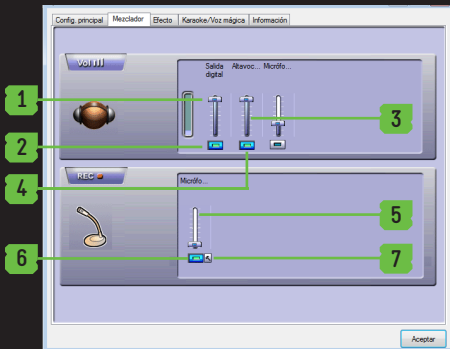 Config. principal Mezclador Efecto Karaoke/Voz mágica Información
Vol
Salida digital Altavoc... Micrófo...
1
2
3
4
REC
Micrófo...
5
6
7
Aceptar